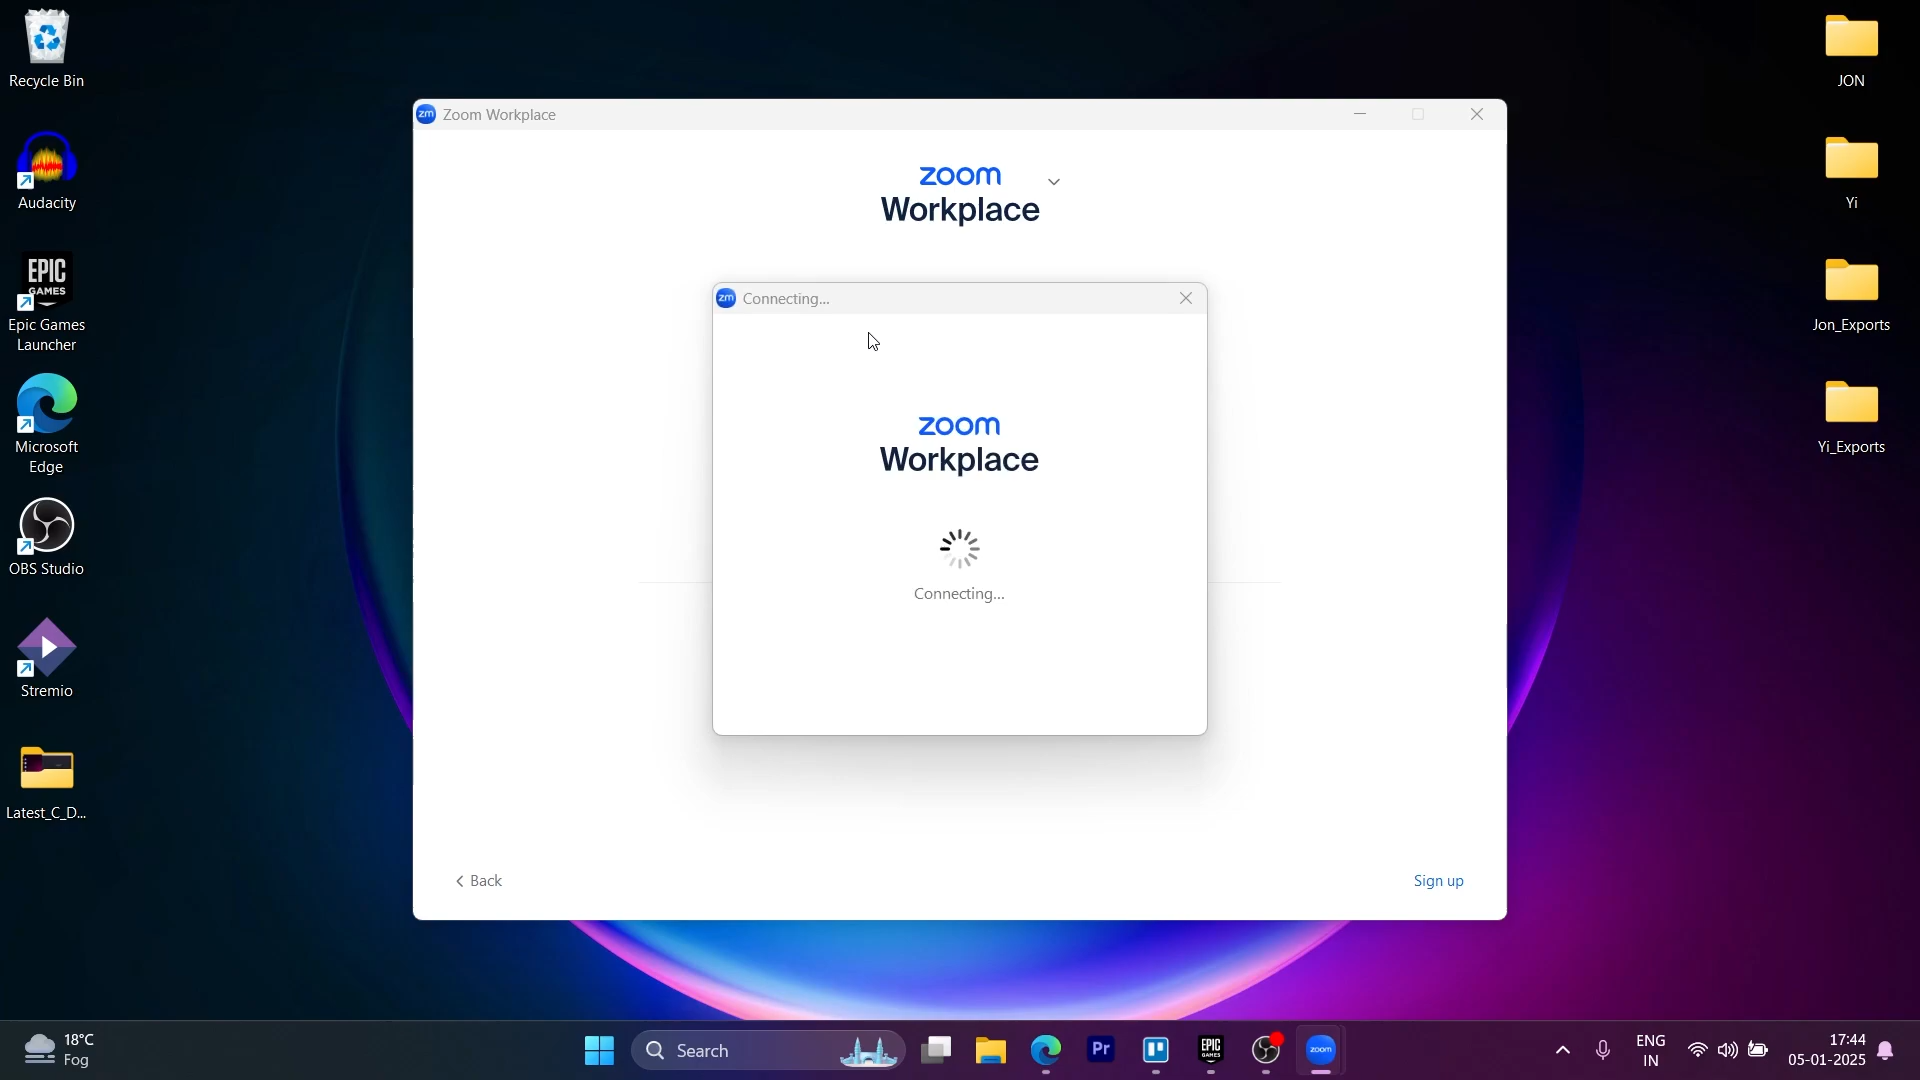 Recycle Bin
Audacity
EPIC
GAMES
Epic Games
Launcher
Microsoft
Edge
OBS Studio
Stremio
Latest_C_D...
zm Zoom Workplace
zoom
Workplace
zm Connecting...
zoom
Workplace
Connecting...
Back
Sign up
JON
Yi
Jon_Exports
Yi_Exports
18°C
Fog
Search
Pr
EPIC
GAMES
zoom
ENG
IN
17:44
05-01-2025